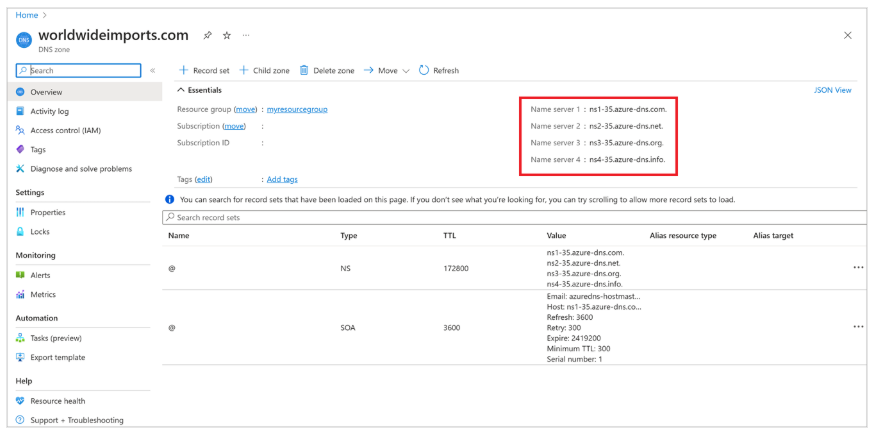 Home >
DNS
worldwideimports.com
DNS zone
Search
«
+ Record set + Child zone Delete zone → Move Refresh
Overview
Activity log
Access control (IAM)
Tags
Diagnose and solve problems
Settings
Properties
Locks
Monitoring
Alerts
Metrics
Automation
Tasks (preview)
Export template
Help
Resource health
Support + Troubleshooting
Essentials
JSON View
Resource group (move) : myresourcegroup
Subscription (move) :
Subscription ID :
Tags (edit) : Add tags
Name server 1 : ns1-35.azure-dns.com.
Name server 2 : ns2-35.azure-dns.net.
Name server 3 : ns3-35.azure-dns.org.
Name server 4 : ns4-35.azure-dns.info.
You can search for record sets that have been loaded on this page. If you don't see what you're looking for, you can try scrolling to allow more record sets to load.
Search record sets
Name Type TTL Value Alias resource type Alias target
@ NS 172800
ns1-35.azure-dns.com.
ns2-35.azure-dns.net.
ns3-35.azure-dns.org.
ns4-35.azure-dns.info.
@ SOA 3600
Email: azuredns-hostmast...
Host: ns1-35.azure-dns.co...
Refresh: 3600
Retry: 300
Expire: 2419200
Minimum TTL: 300
Serial number: 1